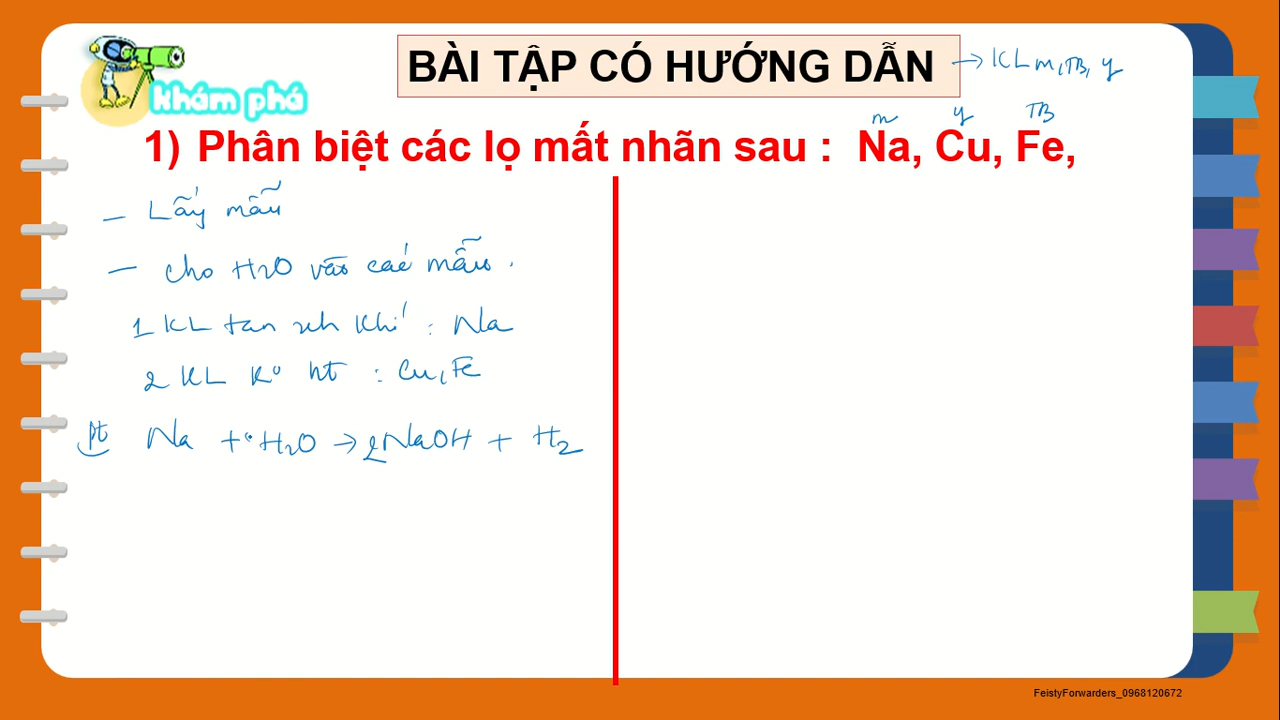 khám phá
BÀI TẬP CÓ HƯỚNG DẪN → KL m, TB, y
m y TB
1) Phân biệt các lọ mất nhãn sau : Na, Cu, Fe,
– Lấy mẫu
– cho H2O vào các mẫu.
1 KL tan sinh khí : Na
2 KL Ko ht : Cu, Fe
pt Na + H2O → 2NaOH + H2
FeistyForwarders_0968120672